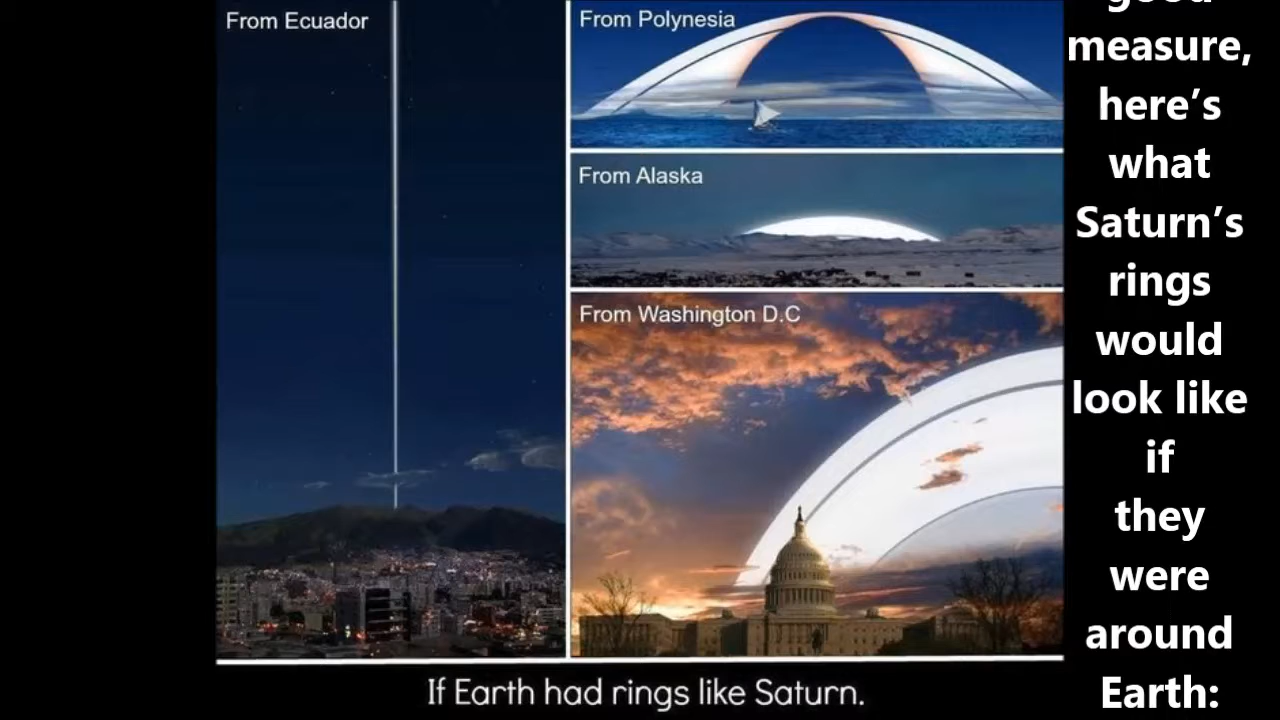 From Ecuador
From Polynesia
From Alaska
From Washington D.C
If Earth had rings like Saturn.
good
measure,
here’s
what
Saturn’s
rings
would
look like
if
they
were
around
Earth: